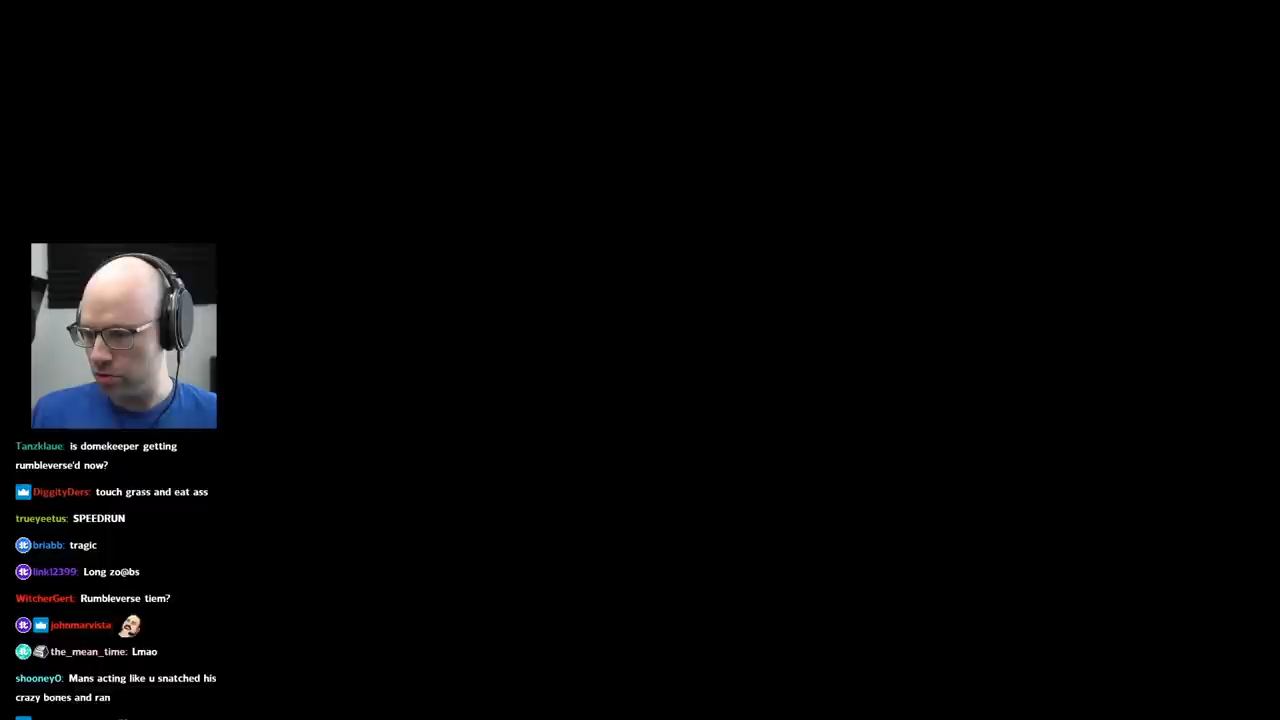 Tanzklaue: is domekeeper getting
rumbleverse'd now?
DiggityDers: touch grass and eat ass
trueyeetus: SPEEDRUN
briabb: tragic
link12399: Long zo@bs
WitcherGert: Rumbleverse tiem?
johnmarvista
the_mean_time: Lmao
shooney0: Mans acting like u snatched his
crazy bones and ran